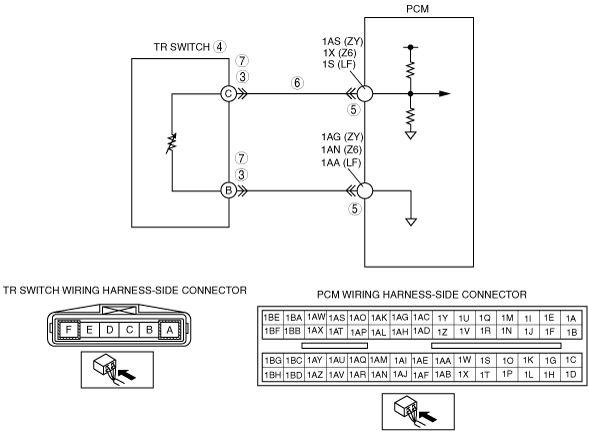 PCM
TR SWITCH 4
1AS (ZY)
1X (Z6)
1S (LF)
7
3
6
C
5
1AG (ZY)
1AN (Z6)
1AA (LF)
7
3
B
5
TR SWITCH WIRING HARNESS-SIDE CONNECTOR
F E D C B A
PCM WIRING HARNESS-SIDE CONNECTOR
1BE 1BA 1AW 1AS 1AO 1AK 1AG 1AC 1Y 1U 1Q 1M 1I 1E 1A
1BF 1BB 1AX 1AT 1AP 1AL 1AH 1AD 1Z 1V 1R 1N 1J 1F 1B
1BG 1BC 1AY 1AU 1AQ 1AM 1AI 1AE 1AA 1W 1S 1O 1K 1G 1C
1BH 1BD 1AZ 1AV 1AR 1AN 1AJ 1AF 1AB 1X 1T 1P 1L 1H 1D